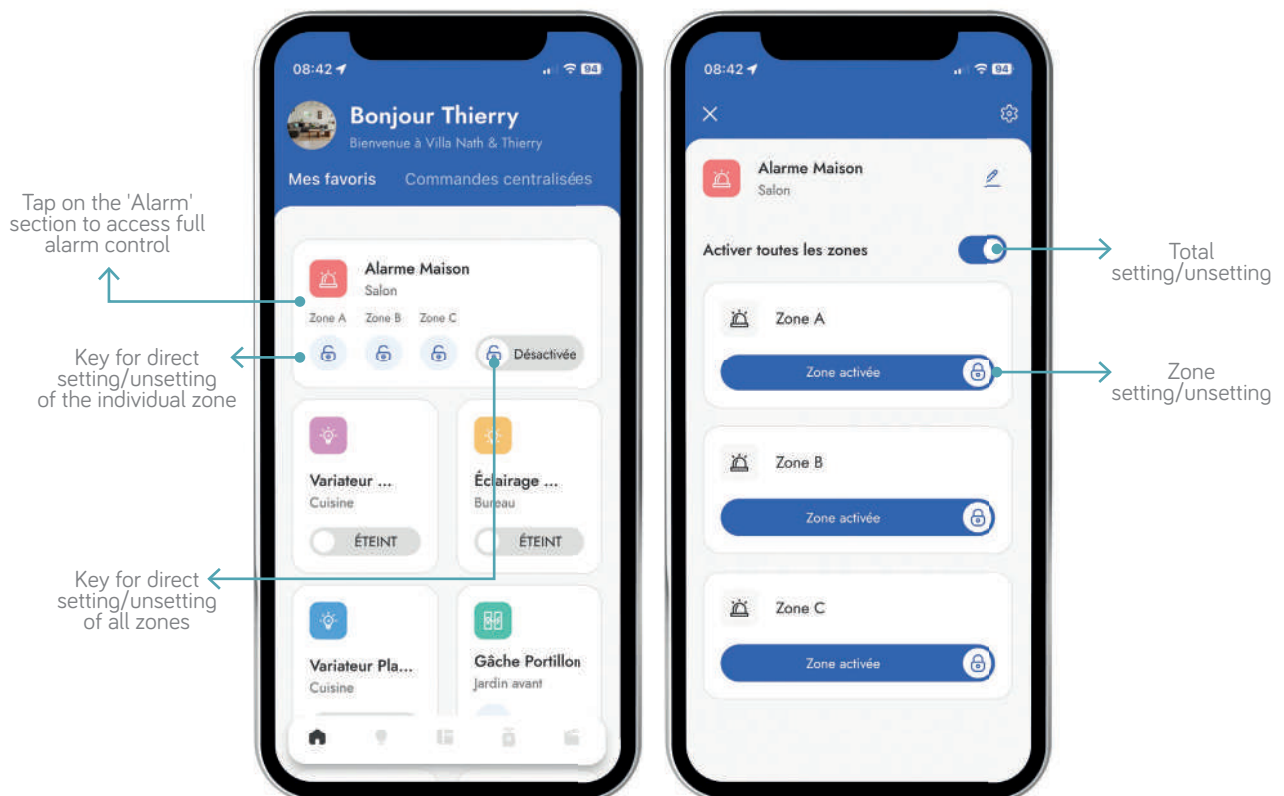 08:42
94
Bonjour Thierry
Bienvenue à Villa Nath & Thierry
Mes favoris Commandes centralisées
Tap on the 'Alarm'
section to access full
alarm control
Alarme Maison
Salon
Zone A Zone B Zone C
Désactivée
Key for direct
setting/unsetting
of the individual zone
Variateur ...
Cuisine
ÉTEINT
Éclairage ...
Bureau
ÉTEINT
Key for direct
setting/unsetting
of all zones
Variateur Pla...
Cuisine
Gâche Portillon
Jardin avant
08:42
94
Alarme Maison
Salon
Activer toutes les zones
Total
setting/unsetting
Zone A
Zone activée
Zone
setting/unsetting
Zone B
Zone activée
Zone C
Zone activée